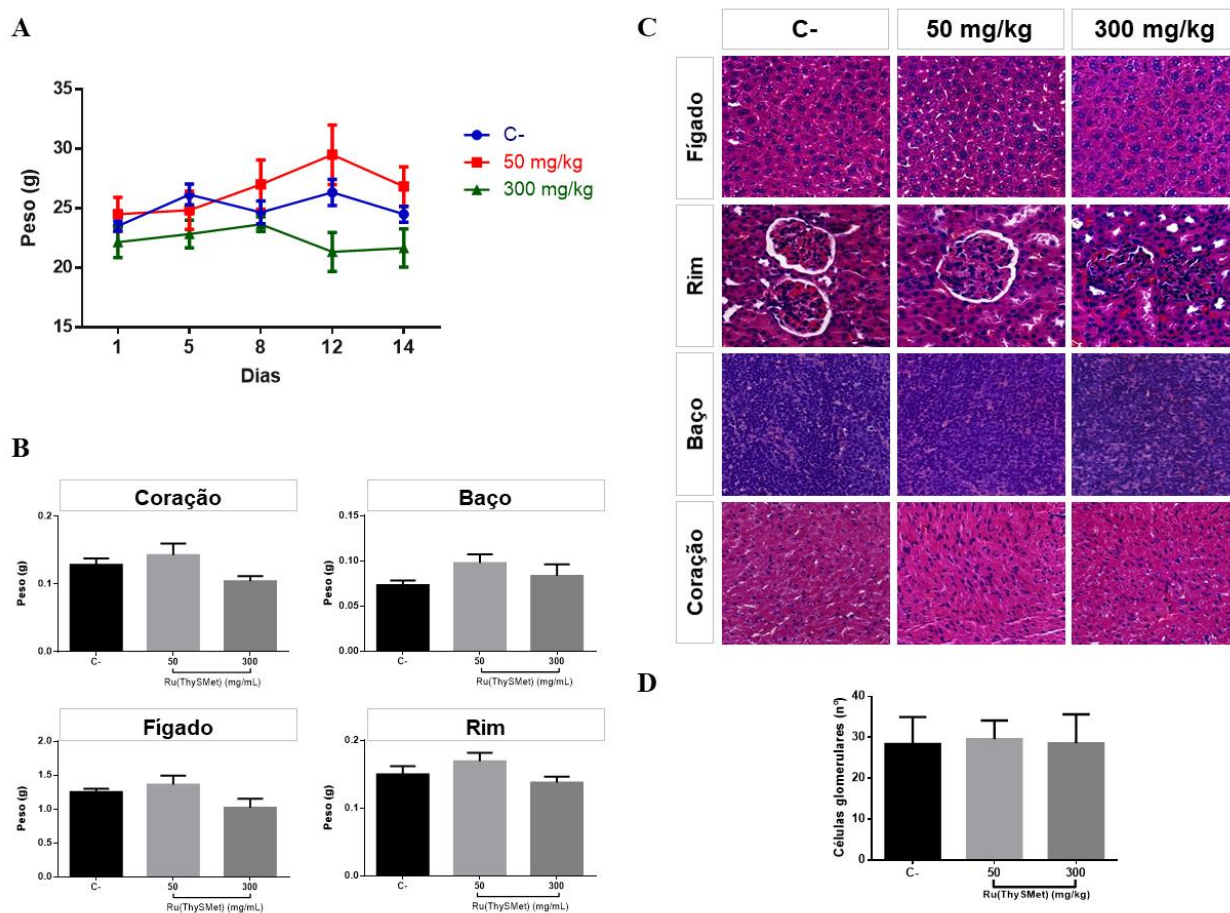 A
35
30
25
20
15
Peso (g)
1 5 8 12 14
Dias
C-
50 mg/kg
300 mg/kg
B
Coração
0.2
0.1
0.0
Peso (g)
C- 50 300
Ru(ThySMet) (mg/mL)
Baço
0.15
0.10
0.05
0.00
Peso (g)
C- 50 300
Ru(ThySMet) (mg/mL)
Fígado
2.0
1.5
1.0
0.5
0.0
Peso (g)
C- 50 300
Ru(ThySMet) (mg/mL)
Rim
0.2
0.1
0.0
Peso (g)
C- 50 300
Ru(ThySMet) (mg/mL)
C
C- 50 mg/kg 300 mg/kg
Fígado
Rim
Baço
Coração
D
40
30
20
10
0
Células glomerulares (nº)
C- 50 300
Ru(ThySMet) (mg/kg)